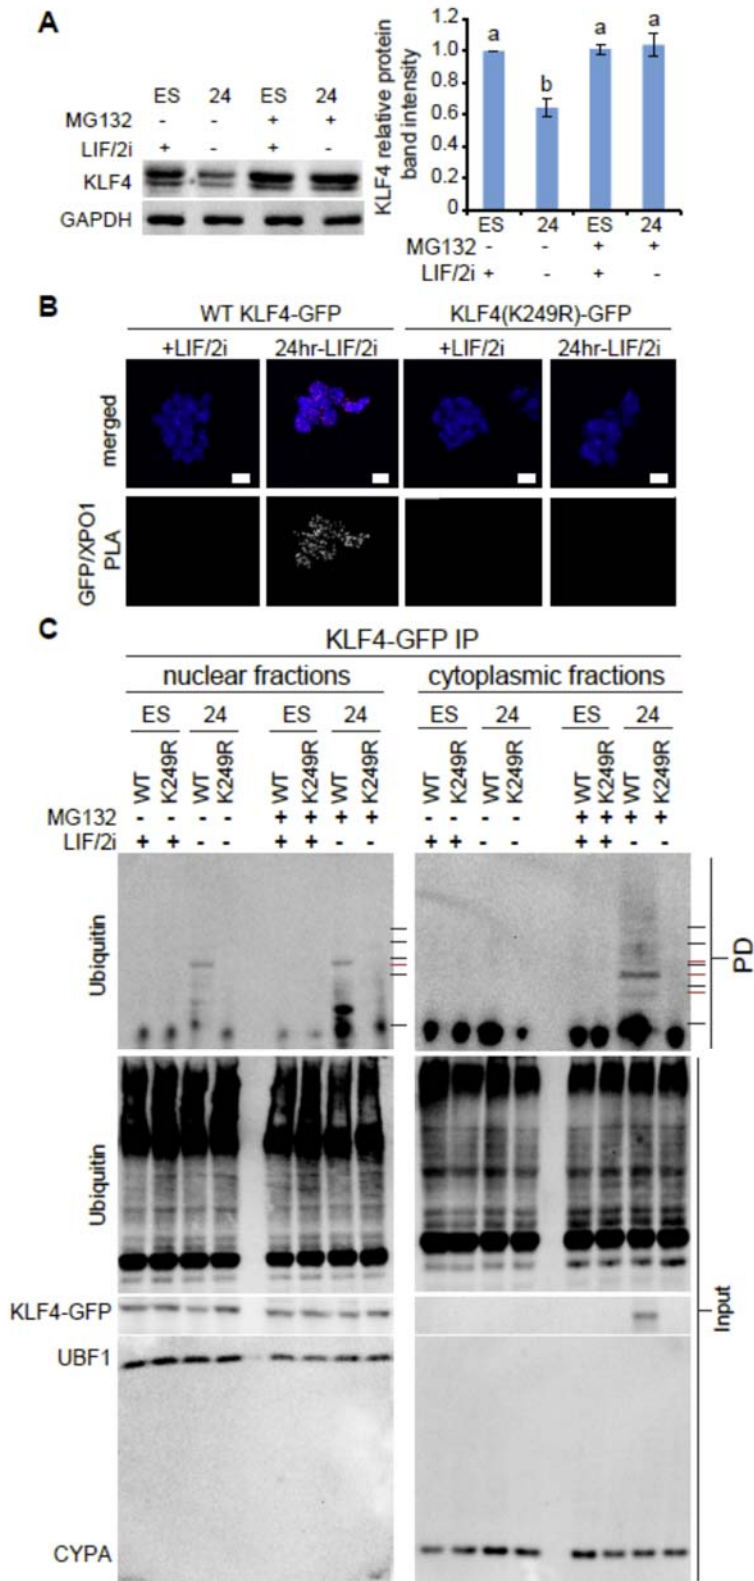 A
ES 24 ES 24
MG132 - - + +
LIF/2i + - + -
KLF4
GAPDH
KLF4 relative protein
band intensity
1.2
1.0
0.8
0.6
0.4
0.2
0
a b a a
ES 24 ES 24
MG132 - - + +
LIF/2i + - + -
B
WT KLF4-GFP KLF4(K249R)-GFP
+LIF/2i 24hr-LIF/2i +LIF/2i 24hr-LIF/2i
merged
GFP/XPO1
PLA
C
KLF4-GFP IP
nuclear fractions cytoplasmic fractions
ES 24 ES 24 ES 24 ES 24
WT K249R WT K249R WT K249R WT K249R WT K249R WT K249R WT K249R WT K249R
MG132 - - - - + + + + - - - - + + + +
LIF/2i + + - - + + - - + + - - + + - -
Ubiquitin
PD
Ubiquitin
KLF4-GFP
Input
UBF1
CYPA